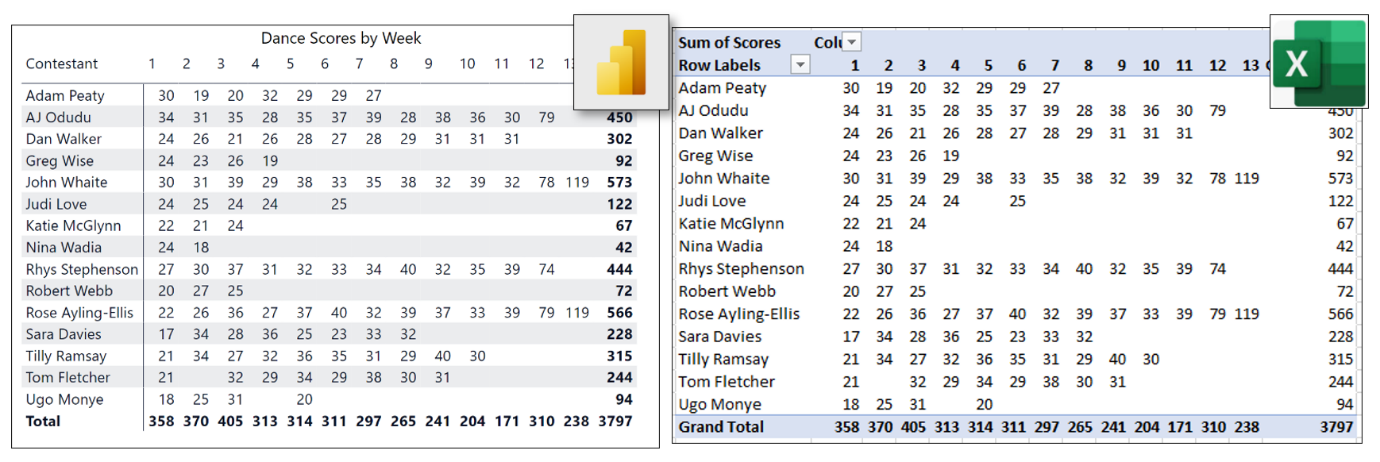 Dance Scores by Week
Contestant 1 2 3 4 5 6 7 8 9 10 11 12
Adam Peaty 30 19 20 32 29 29 27
AJ Odudu 34 31 35 28 35 37 39 28 38 36 30 79 450
Dan Walker 24 26 21 26 28 27 28 29 31 31 31 302
Greg Wise 24 23 26 19 92
John Whaite 30 31 39 29 38 33 35 38 32 39 32 78 119 573
Judi Love 24 25 24 24 25 122
Katie McGlynn 22 21 24 67
Nina Wadia 24 18 42
Rhys Stephenson 27 30 37 31 32 33 34 40 32 35 39 74 444
Robert Webb 20 27 25 72
Rose Ayling-Ellis 22 26 36 27 37 40 32 39 37 33 39 79 119 566
Sara Davies 17 34 28 36 25 23 33 32 228
Tilly Ramsay 21 34 27 32 36 35 31 29 40 30 315
Tom Fletcher 21 32 29 34 29 38 30 31 244
Ugo Monye 18 25 31 20 94
Total 358 370 405 313 314 311 297 265 241 204 171 310 238 3797
Sum of Scores Colu
Row Labels 1 2 3 4 5 6 7 8 9 10 11 12 13
X
Adam Peaty 30 19 20 32 29 29 27
AJ Odudu 34 31 35 28 35 37 39 28 38 36 30 79 450
Dan Walker 24 26 21 26 28 27 28 29 31 31 31 302
Greg Wise 24 23 26 19 92
John Whaite 30 31 39 29 38 33 35 38 32 39 32 78 119 573
Judi Love 24 25 24 24 25 122
Katie McGlynn 22 21 24 67
Nina Wadia 24 18 42
Rhys Stephenson 27 30 37 31 32 33 34 40 32 35 39 74 444
Robert Webb 20 27 25 72
Rose Ayling-Ellis 22 26 36 27 37 40 32 39 37 33 39 79 119 566
Sara Davies 17 34 28 36 25 23 33 32 228
Tilly Ramsay 21 34 27 32 36 35 31 29 40 30 315
Tom Fletcher 21 32 29 34 29 38 30 31 244
Ugo Monye 18 25 31 20 94
Grand Total 358 370 405 313 314 311 297 265 241 204 171 310 238 3797